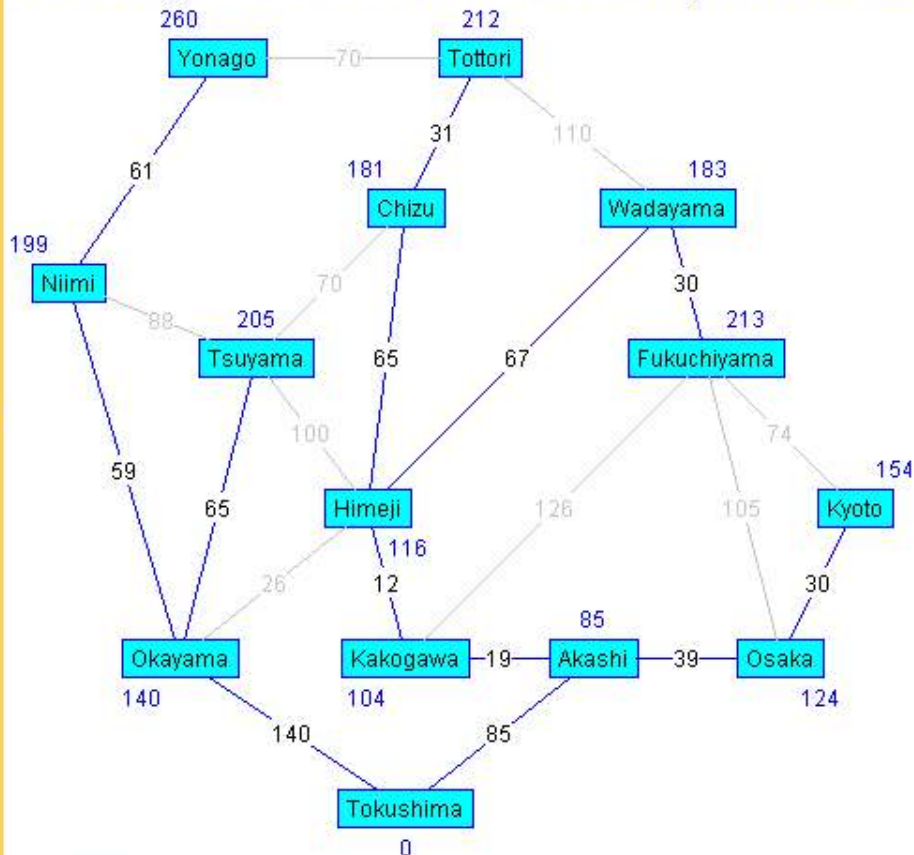 260
212
Yonago
70
Tottori
31
110
61
181
183
Chizu
Wadayama
199
Niimi
70
30
88
205
213
Tsuyama
65
67
Fukuchiyama
100
74
59
154
65
Himeji
126
105
Kyoto
116
26
12
30
85
Okayama
Kakogawa
19
Akashi
39
Osaka
140
104
124
140
85
Tokushima
0